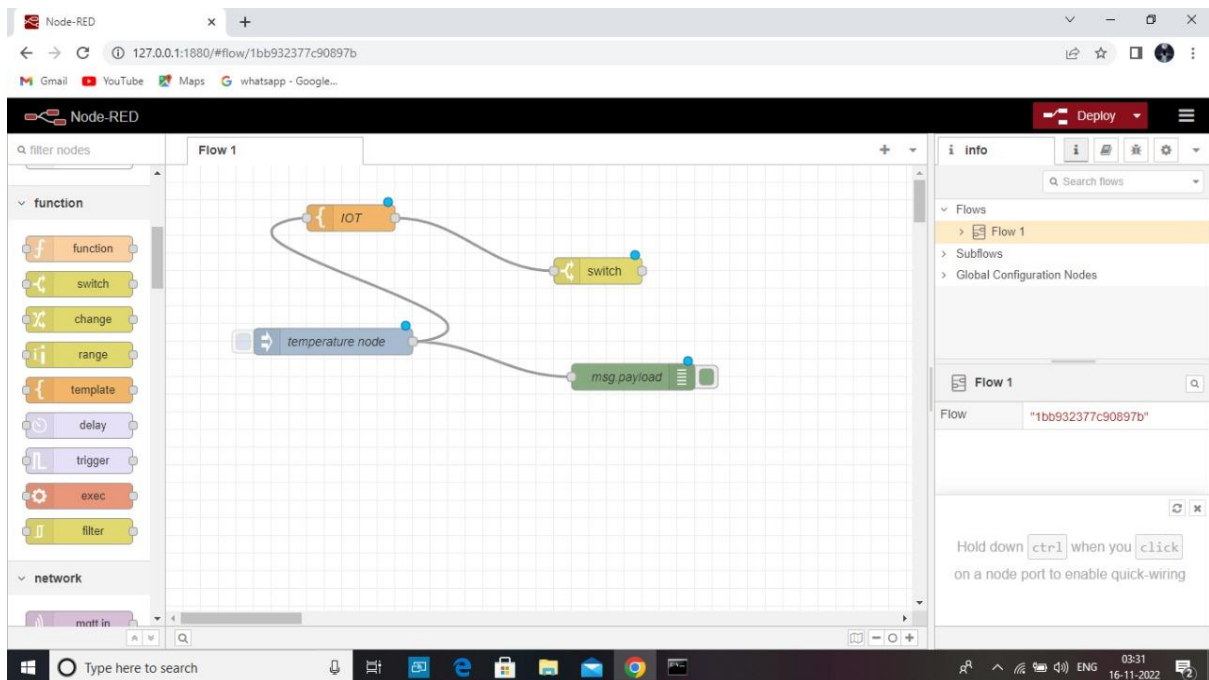 Node-RED
127.0.0.1:1880/#flow/1bb932377c90897b
Gmail YouTube Maps whatsapp - Google...
Node-RED
Deploy
filter nodes
Flow 1
info
Search flows
function
function
switch
change
range
template
delay
trigger
exec
filter
network
mqtt in
IOT
switch
temperature node
msg.payload
Flows
Flow 1
Subflows
Global Configuration Nodes
Flow 1
Flow "1bb932377c90897b"
Hold down ctrl when you click
on a node port to enable quick-wiring
Type here to search
ENG
03:31
16-11-2022
2